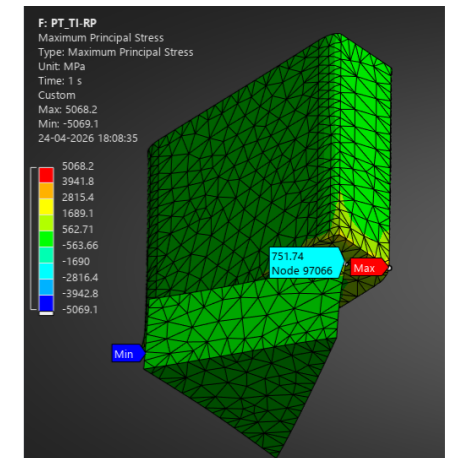 F: PT_TI-RP
Maximum Principal Stress
Type: Maximum Principal Stress
Unit: MPa
Time: 1 s
Custom
Max: 5068.2
Min: -5069.1
24-04-2026 18:08:35
5068.2
3941.8
2815.4
1689.1
562.71
-563.66
-1690
-2816.4
-3942.8
-5069.1
751.74
Node 97066
Max
Min